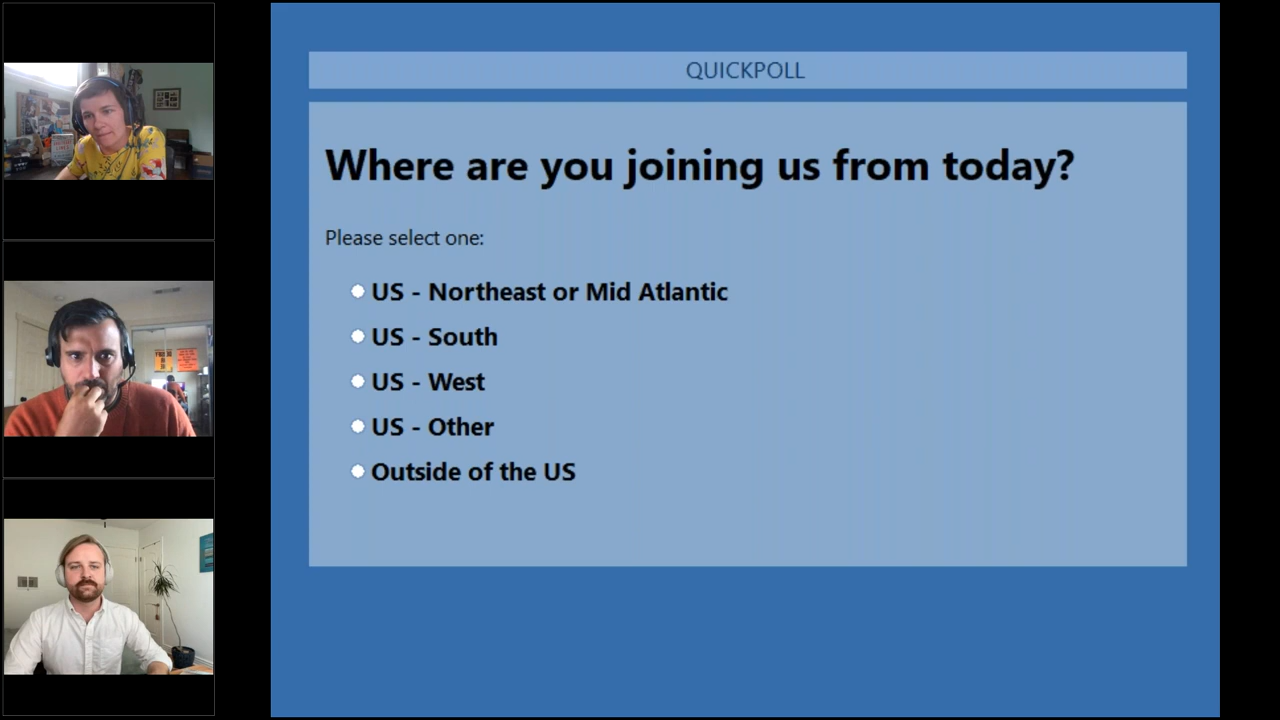 QUICKPOLL
Where are you joining us from today?
Please select one:
US - Northeast or Mid Atlantic
US - South
US - West
US - Other
Outside of the US